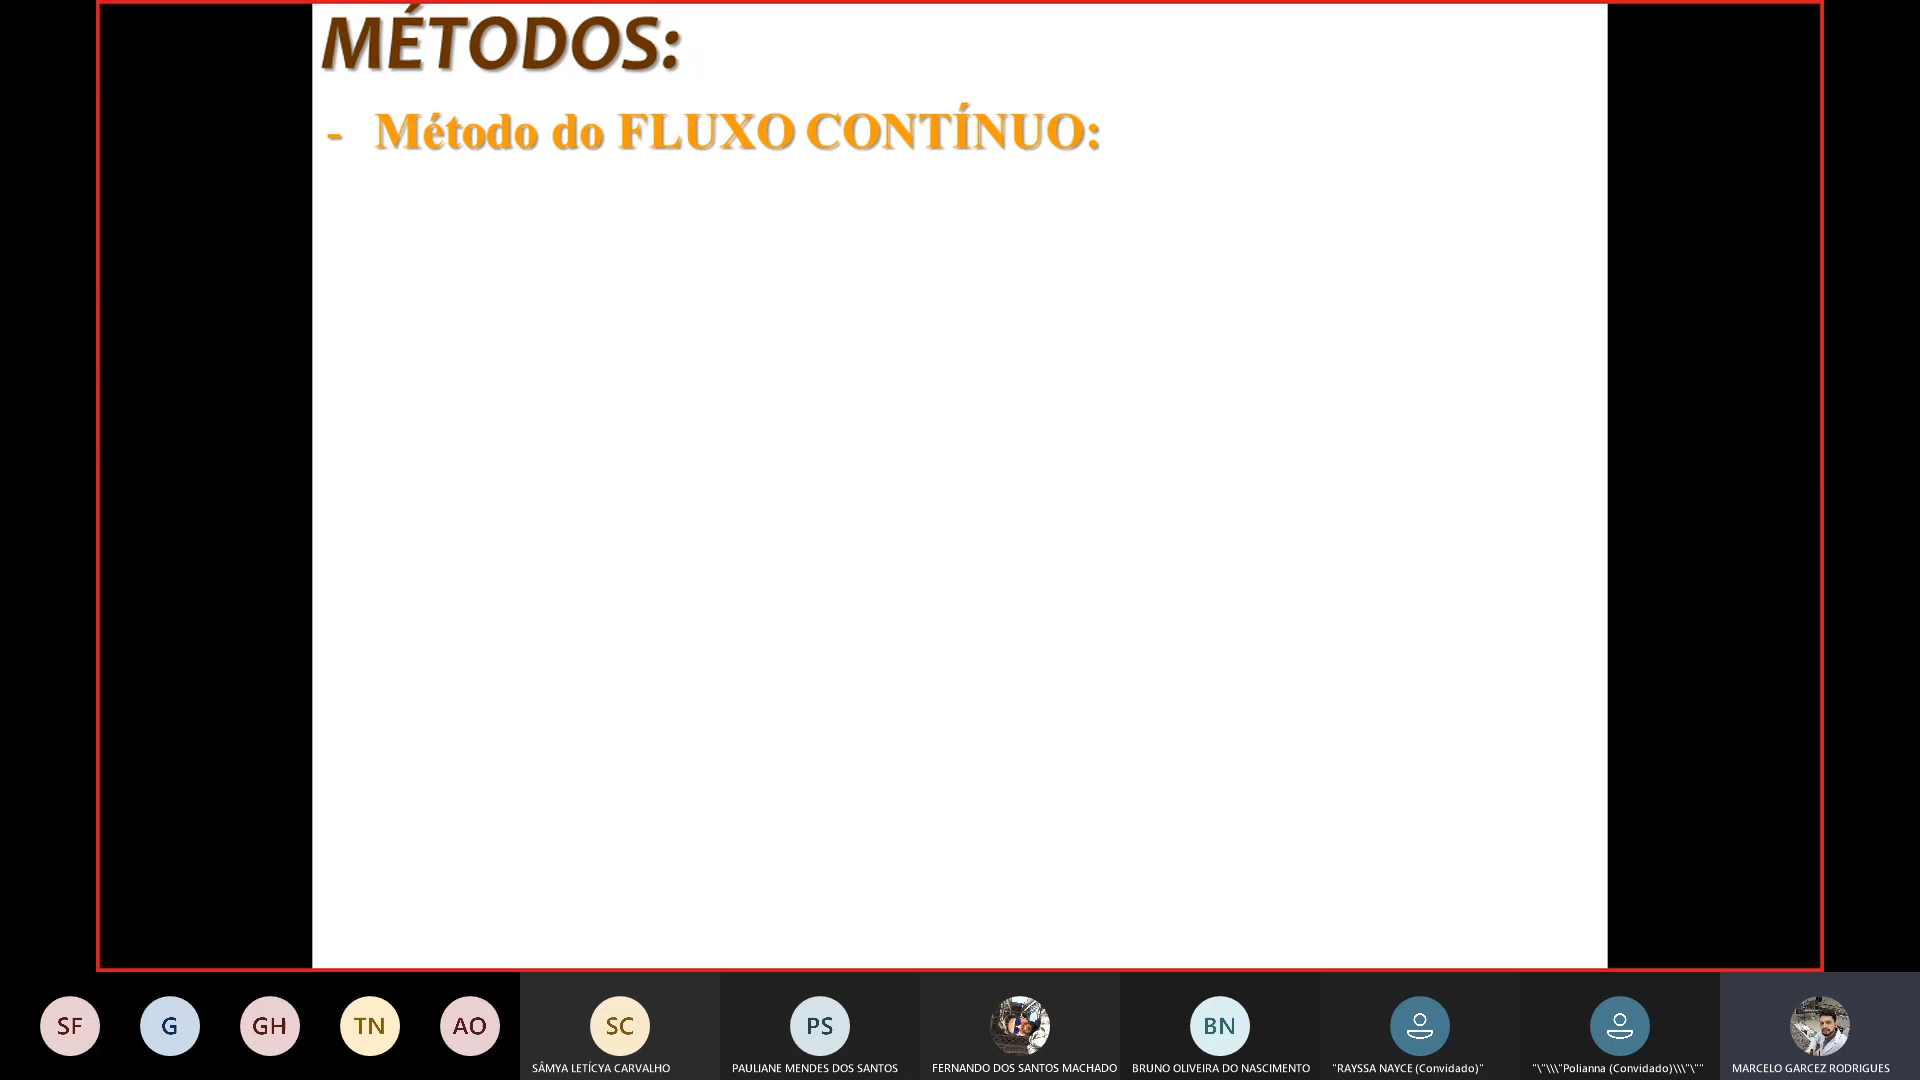 MÉTODOS:
- Método do FLUXO CONTÍNUO:
SF
G
GH
TN
AO
SC
PS
BN
SÂMYA LETÍCYA CARVALHO
PAULIANE MENDES DOS SANTOS
FERNANDO DOS SANTOS MACHADO
BRUNO OLIVEIRA DO NASCIMENTO
"RAYSSA NAYCE (Convidado)"
"\"\\\"Polianna (Convidado)\\\"\""
MARCELO GARCEZ RODRIGUES